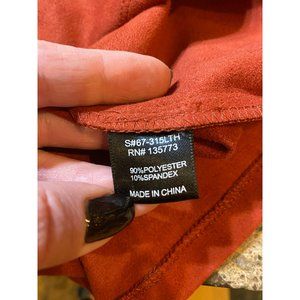 S#67-315LTH
RN# 135773
90%POLYESTER
10%SPANDEX
MADE IN CHINA